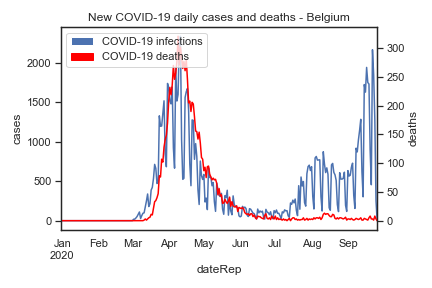 New COVID-19 daily cases and deaths - Belgium
COVID-19 infections
COVID-19 deaths
2000
1500
1000
500
0
cases
300
250
200
150
100
50
0
deaths
Jan Feb Mar Apr May Jun Jul Aug Sep
2020
dateRep